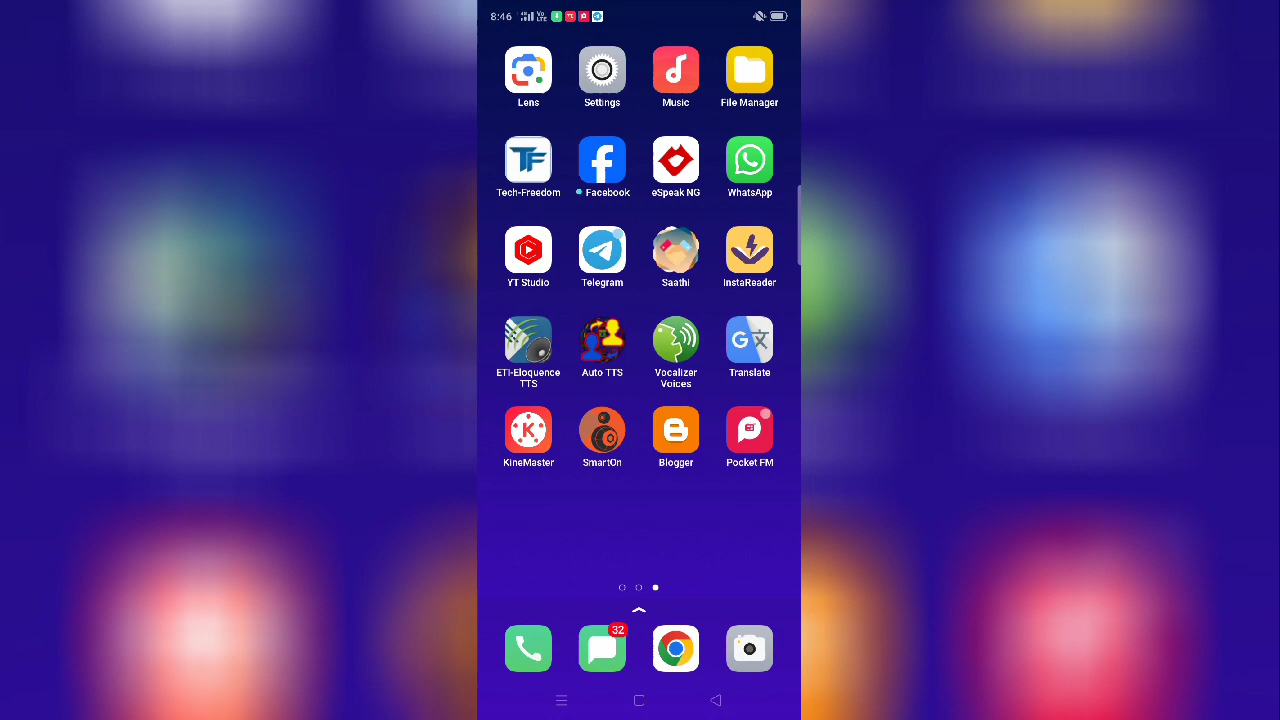 8:46
Lens Settings Music File Manager
Tech-Freedom Facebook eSpeak NG WhatsApp
YT Studio Telegram Saathi InstaReader
ETI-Eloquence TTS Auto TTS Vocalizer Voices Translate
KineMaster SmartOn Blogger Pocket FM
32